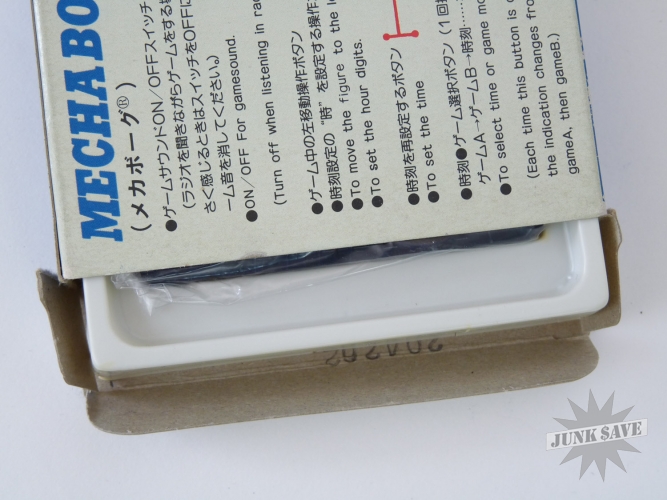 MECHABO
(メカボーグ®)
●ゲームサウンドON/OFFスイッチ
(ラジオを聞きながらゲームをする
さく感じるときはスイッチをOFFに
ーム音を消してください。)
●ON/OFF For gamesound.
(Turn off when listening in ra
●ゲーム中の左移動操作ボタン
●時刻設定の"時"を設定する操作
●To move the figure to the le
●To set the hour digits.
●時刻を再設定するボタン
●To set the time
●時刻●ゲーム選択ボタン(1回押
ゲームA→ゲームB→時刻……
●To select time or game mo
(Each time this button is
the indication changes fro
gameA, then gameB.)
JUNK SAVE